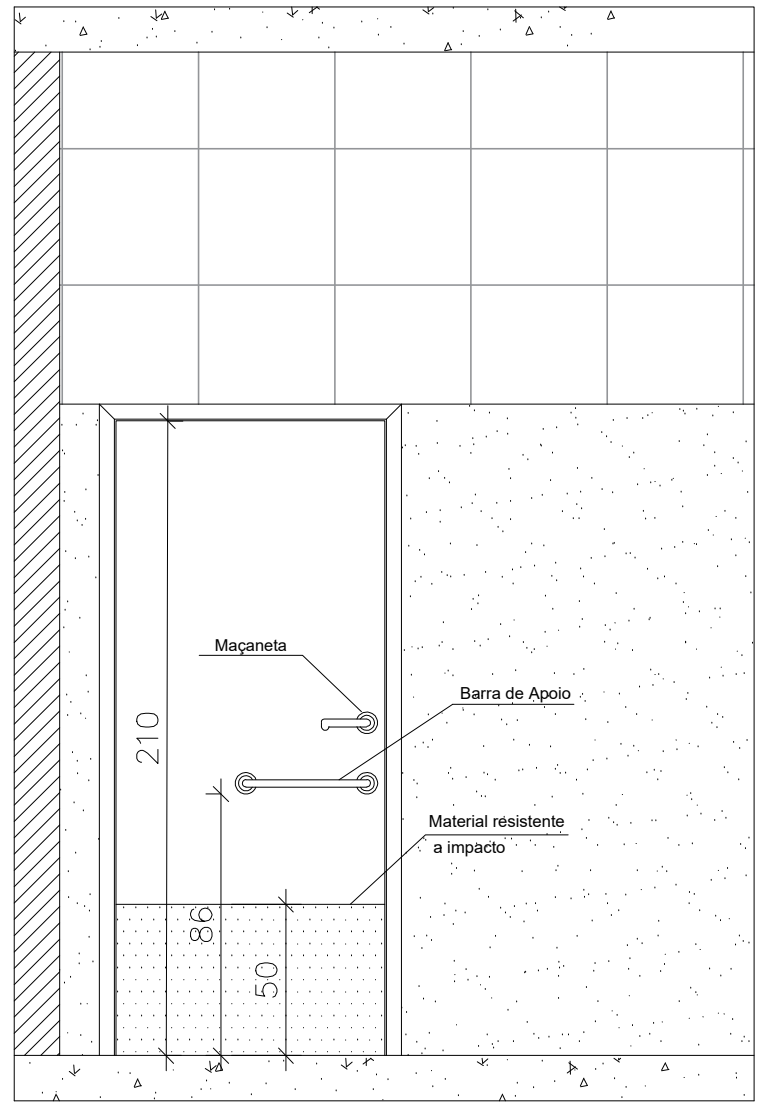 Maçaneta
Barra de Apoio
210
Material resistente
a impacto
86
50